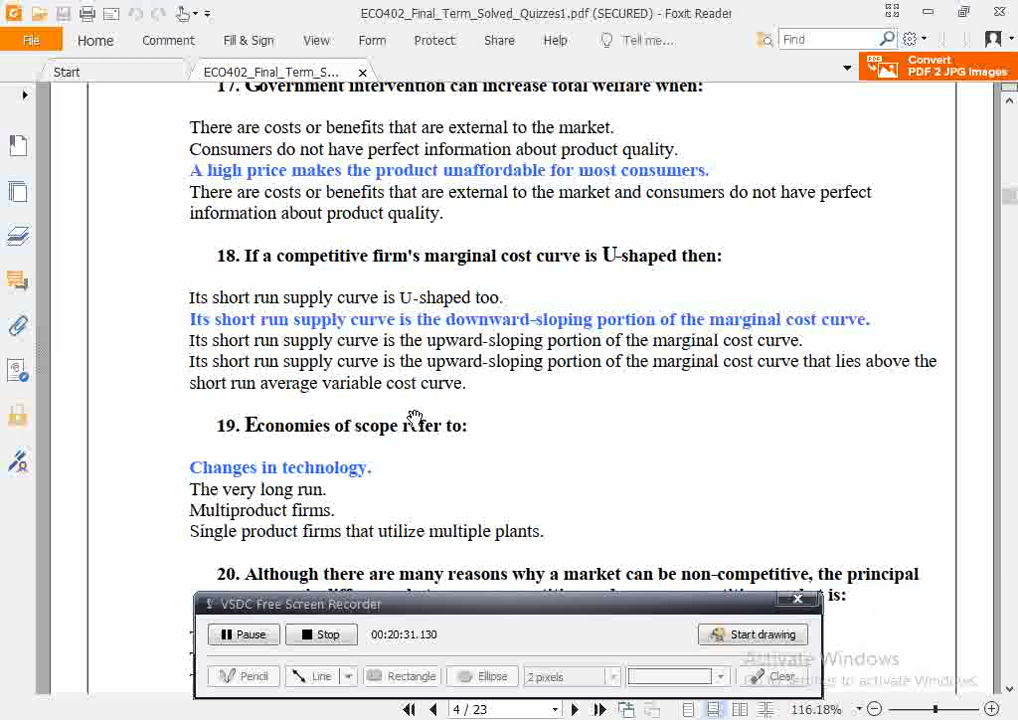 ECO402_Final_Term_Solved_Quizzes1.pdf (SECURED) - Foxit Reader
File Home Comment Fill & Sign View Form Protect Share Help Tell me... Find
Start ECO402_Final_Term_S...
Convert
PDF 2 JPG Images
17. Government intervention can increase total welfare when:
There are costs or benefits that are external to the market.
Consumers do not have perfect information about product quality.
A high price makes the product unaffordable for most consumers.
There are costs or benefits that are external to the market and consumers do not have perfect
information about product quality.
18. If a competitive firm's marginal cost curve is U-shaped then:
Its short run supply curve is U-shaped too.
Its short run supply curve is the downward-sloping portion of the marginal cost curve.
Its short run supply curve is the upward-sloping portion of the marginal cost curve.
Its short run supply curve is the upward-sloping portion of the marginal cost curve that lies above the
short run average variable cost curve.
19. Economies of scope refer to:
Changes in technology.
The very long run.
Multiproduct firms.
Single product firms that utilize multiple plants.
20. Although there are many reasons why a market can be non-competitive, the principal
is:
VSDC Free Screen Recorder
Pause Stop 00:20:31.130 Start drawing
Pencil Line Rectangle Ellipse 2 pixels Clear
Activate Windows
to activate Windows.
4 / 23 116.18%